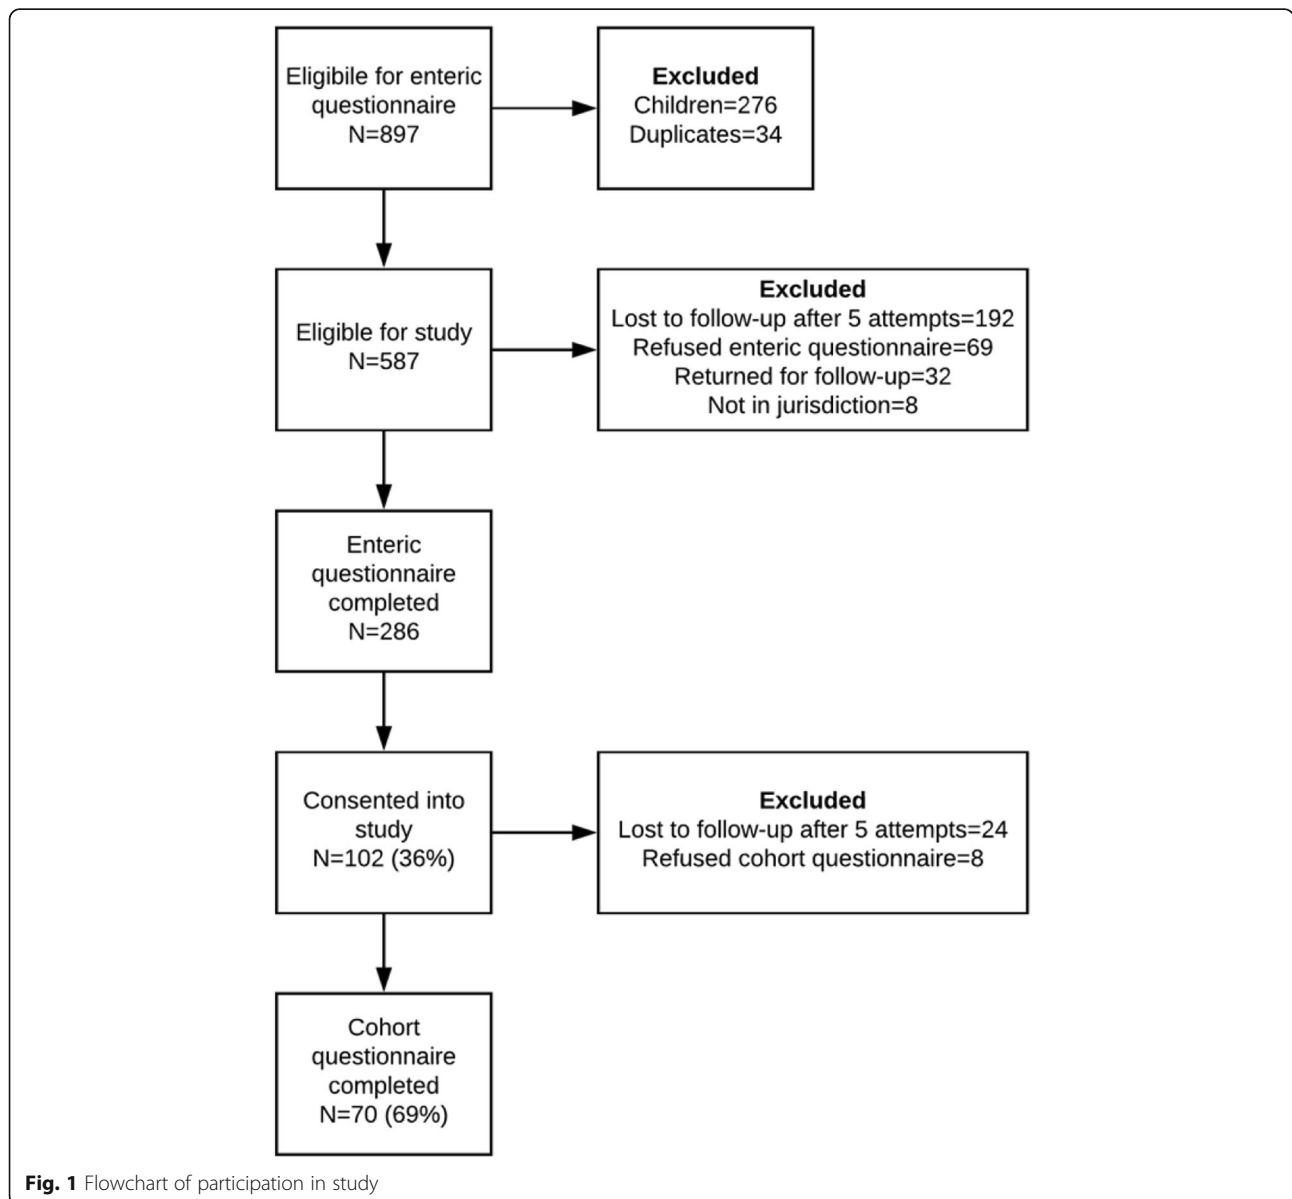 Eligibile for enteric
questionnaire
N=897
Excluded
Children=276
Duplicates=34
Eligible for study
N=587
Excluded
Lost to follow-up after 5 attempts=192
Refused enteric questionnaire=69
Returned for follow-up=32
Not in jurisdiction=8
Enteric
questionnaire
completed
N=286
Consented into
study
N=102 (36%)
Excluded
Lost to follow-up after 5 attempts=24
Refused cohort questionnaire=8
Cohort
questionnaire
completed
N=70 (69%)
Fig. 1 Flowchart of participation in study